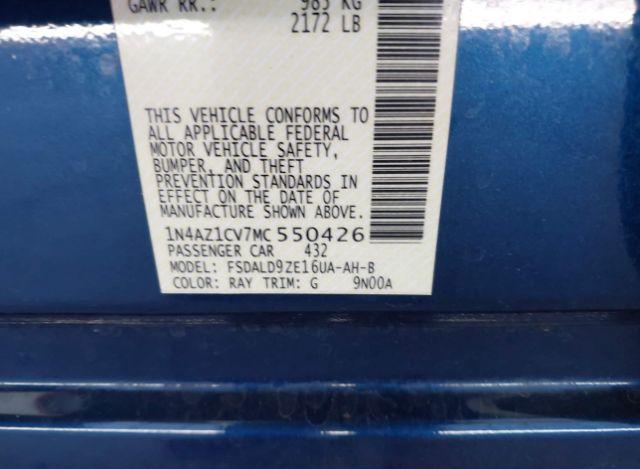 GAWR RR.: 985 KG
2172 LB
THIS VEHICLE CONFORMS TO
ALL APPLICABLE FEDERAL
MOTOR VEHICLE SAFETY,
BUMPER, AND THEFT
PREVENTION STANDARDS IN
EFFECT ON THE DATE OF
MANUFACTURE SHOWN ABOVE.
1N4AZ1CV7MC550426
PASSENGER CAR 432
MODEL: FSDALD9ZE16UA-AH-B
COLOR: RAY TRIM: G 9N00A